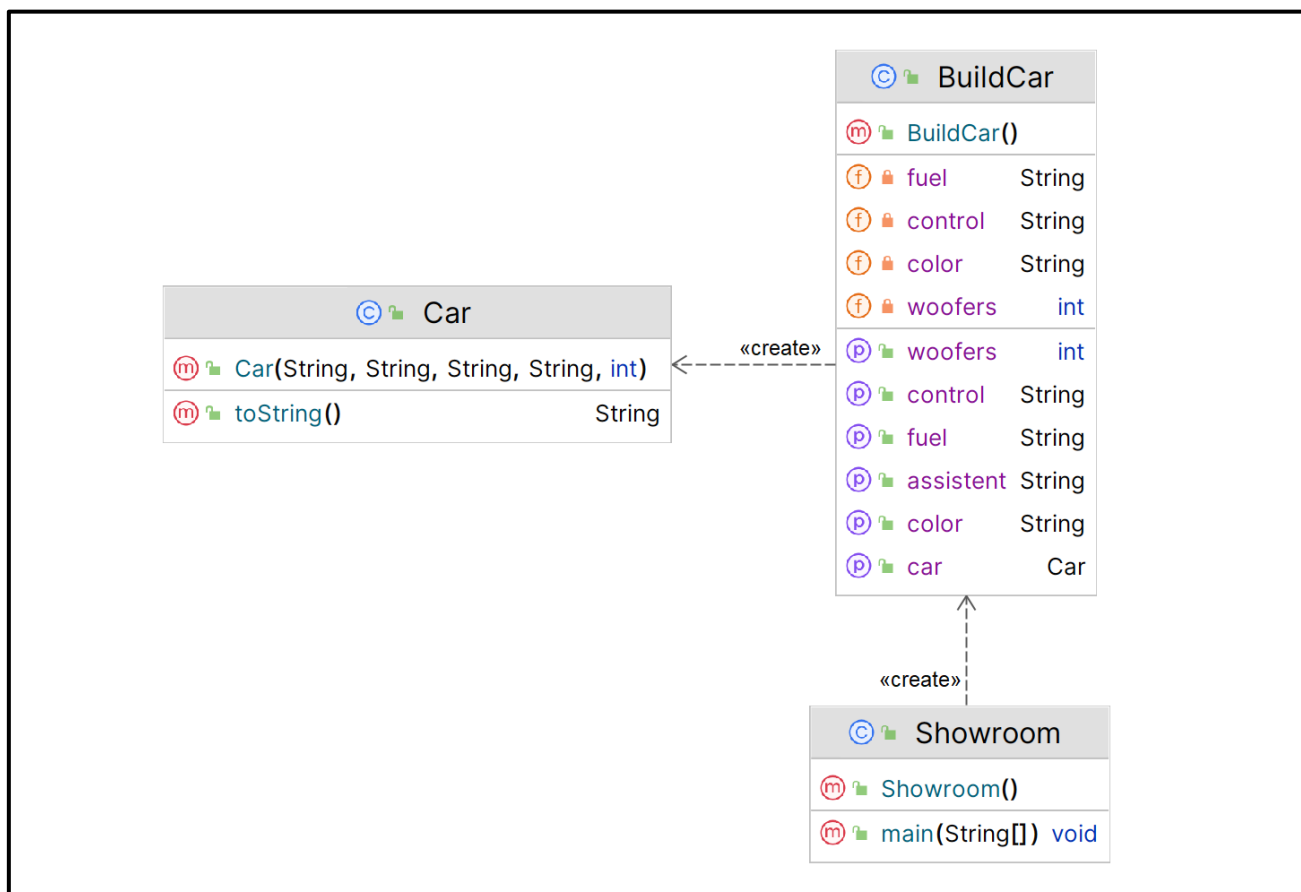 BuildCar
BuildCar()
fuel String
control String
color String
woofers int
woofers int
control String
fuel String
assistent String
color String
car Car
Car
Car(String, String, String, String, int)
toString() String
«create»
«create»
Showroom
Showroom()
main(String[]) void